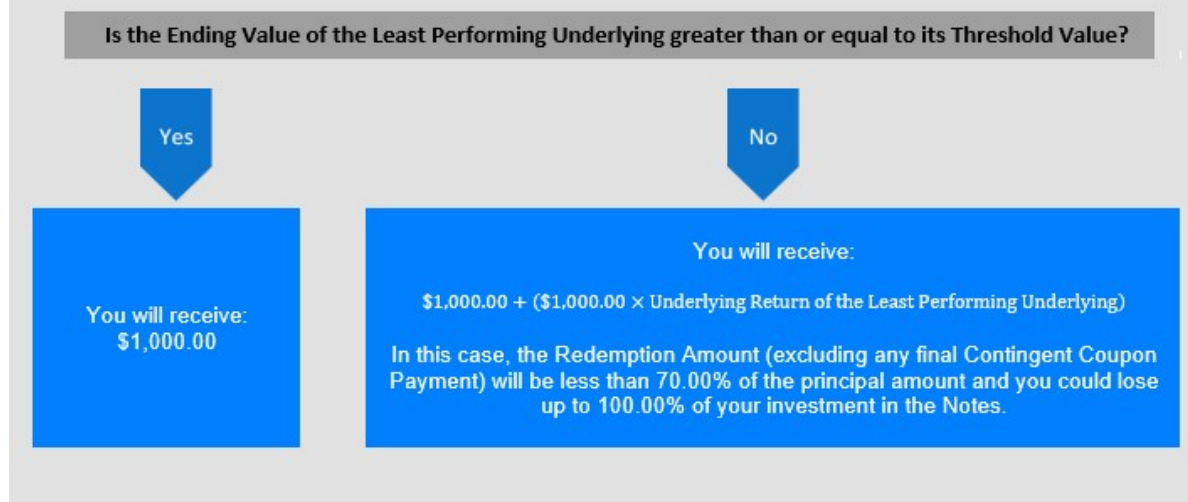 Is the Ending Value of the Least Performing Underlying greater than or equal to its Threshold Value?
Yes
No
You will receive:
$1,000.00
You will receive:
$1,000.00 + ($1,000.00 × Underlying Return of the Least Performing Underlying)
In this case, the Redemption Amount (excluding any final Contingent Coupon
Payment) will be less than 70.00% of the principal amount and you could lose
up to 100.00% of your investment in the Notes.